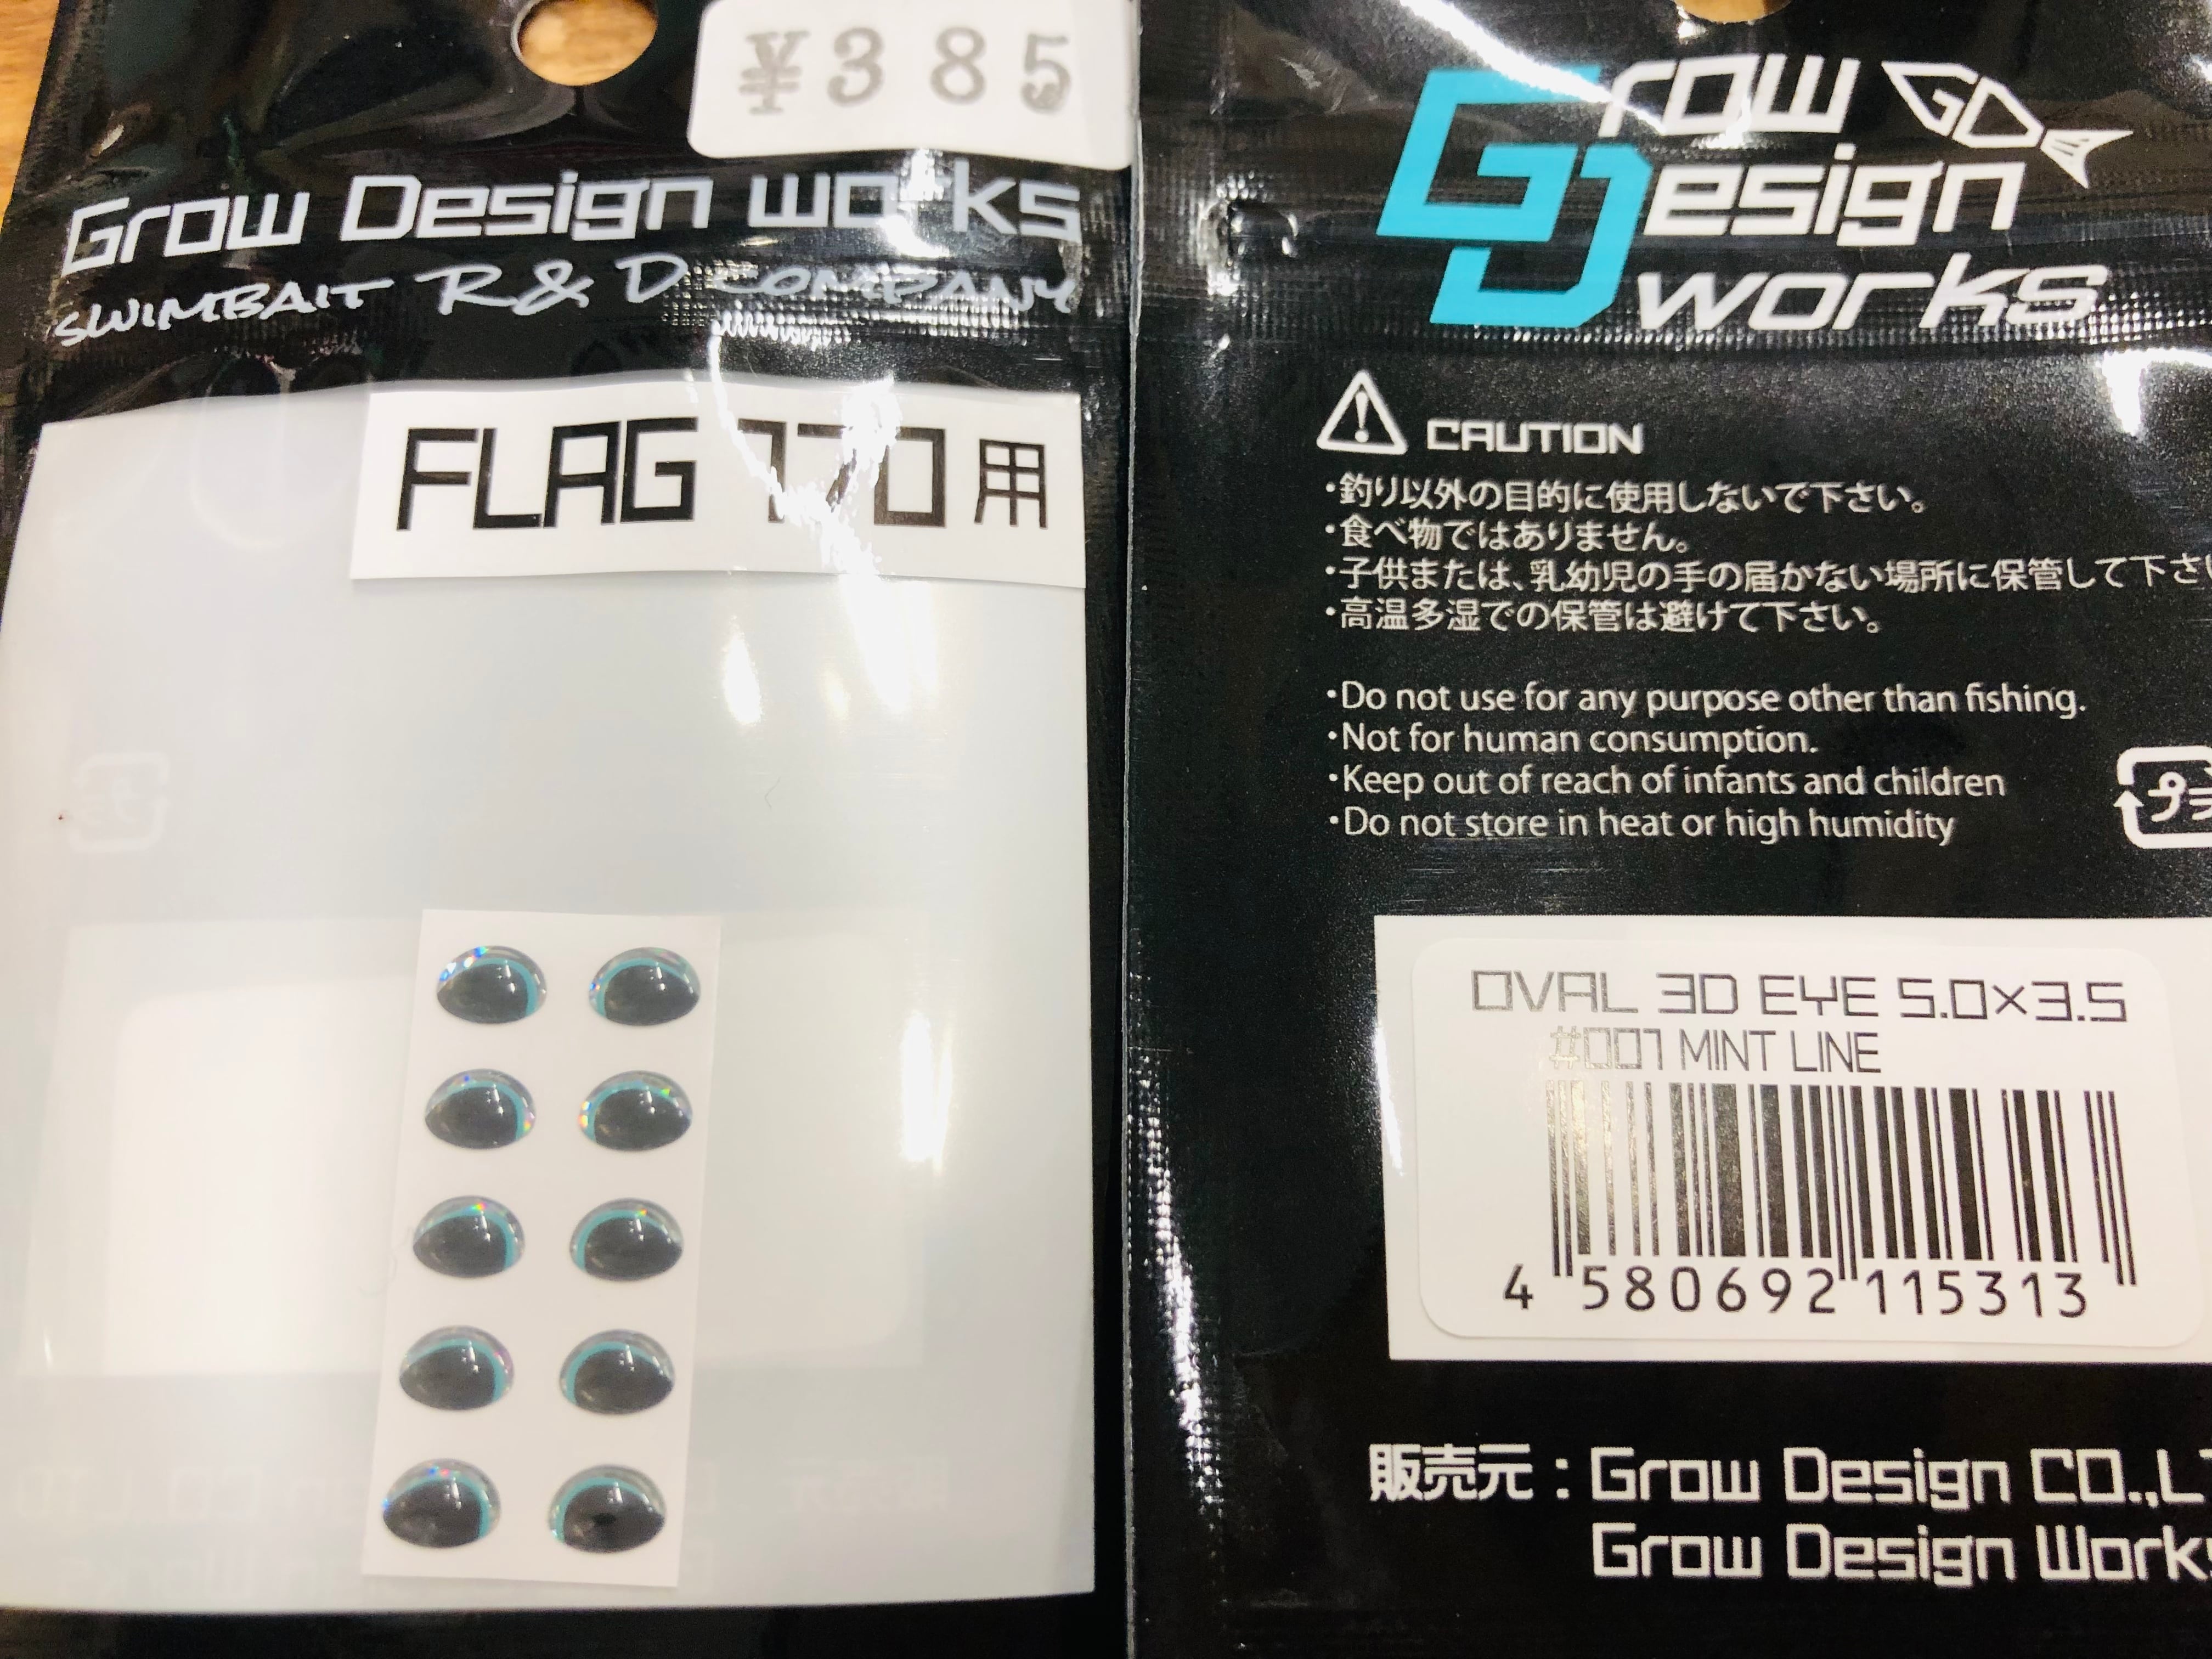 ¥385
Grow Design works
SWIMBAIT R&D COMPANY
FLAG 170用
Grow
Design
works
GD
CAUTION
・釣り以外の目的に使用しないで下さい。
・食べ物ではありません。
・子供または、乳幼児の手の届かない場所に保管して下さ
・高温多湿での保管は避けて下さい。
・Do not use for any purpose other than fishing.
・Not for human consumption.
・Keep out of reach of infants and children
・Do not store in heat or high humidity
プラ
OVAL 3D EYE 5.0×3.5
#001 MINT LINE
4 580692 115313
販売元：Grow Design CO.,L
Grow Design Works